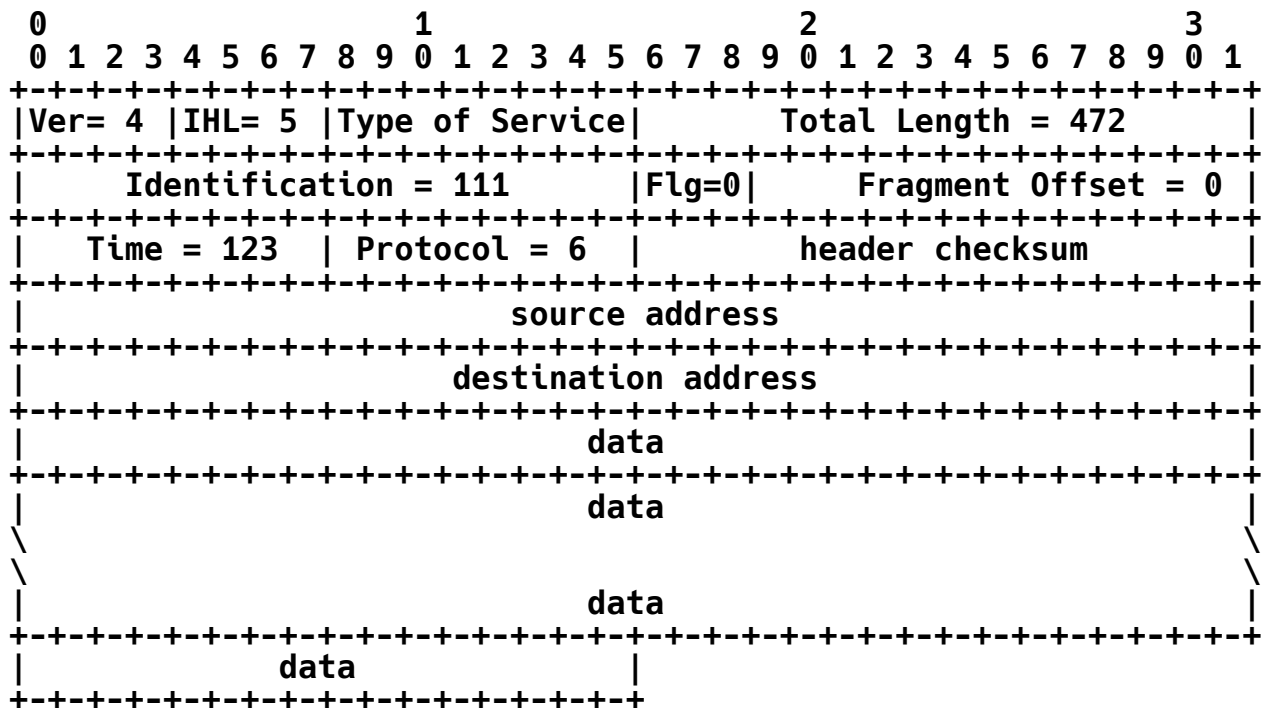 0                   1                   2                   3
 0 1 2 3 4 5 6 7 8 9 0 1 2 3 4 5 6 7 8 9 0 1 2 3 4 5 6 7 8 9 0 1
+-+-+-+-+-+-+-+-+-+-+-+-+-+-+-+-+-+-+-+-+-+-+-+-+-+-+-+-+-+-+-+-+
|Ver= 4 |IHL= 5 |Type of Service|       Total Length = 472      |
+-+-+-+-+-+-+-+-+-+-+-+-+-+-+-+-+-+-+-+-+-+-+-+-+-+-+-+-+-+-+-+-+
|     Identification = 111      |Flg=0|     Fragment Offset = 0 |
+-+-+-+-+-+-+-+-+-+-+-+-+-+-+-+-+-+-+-+-+-+-+-+-+-+-+-+-+-+-+-+-+
|   Time = 123  | Protocol = 6  |        header checksum        |
+-+-+-+-+-+-+-+-+-+-+-+-+-+-+-+-+-+-+-+-+-+-+-+-+-+-+-+-+-+-+-+-+
|                         source address                        |
+-+-+-+-+-+-+-+-+-+-+-+-+-+-+-+-+-+-+-+-+-+-+-+-+-+-+-+-+-+-+-+-+
|                      destination address                      |
+-+-+-+-+-+-+-+-+-+-+-+-+-+-+-+-+-+-+-+-+-+-+-+-+-+-+-+-+-+-+-+-+
|                             data                              |
+-+-+-+-+-+-+-+-+-+-+-+-+-+-+-+-+-+-+-+-+-+-+-+-+-+-+-+-+-+-+-+-+
|                             data                              |
\                                                               \
\                                                               \
|                             data                              |
+-+-+-+-+-+-+-+-+-+-+-+-+-+-+-+-+-+-+-+-+-+-+-+-+-+-+-+-+-+-+-+-+
|             data              |
+-+-+-+-+-+-+-+-+-+-+-+-+-+-+-+-+